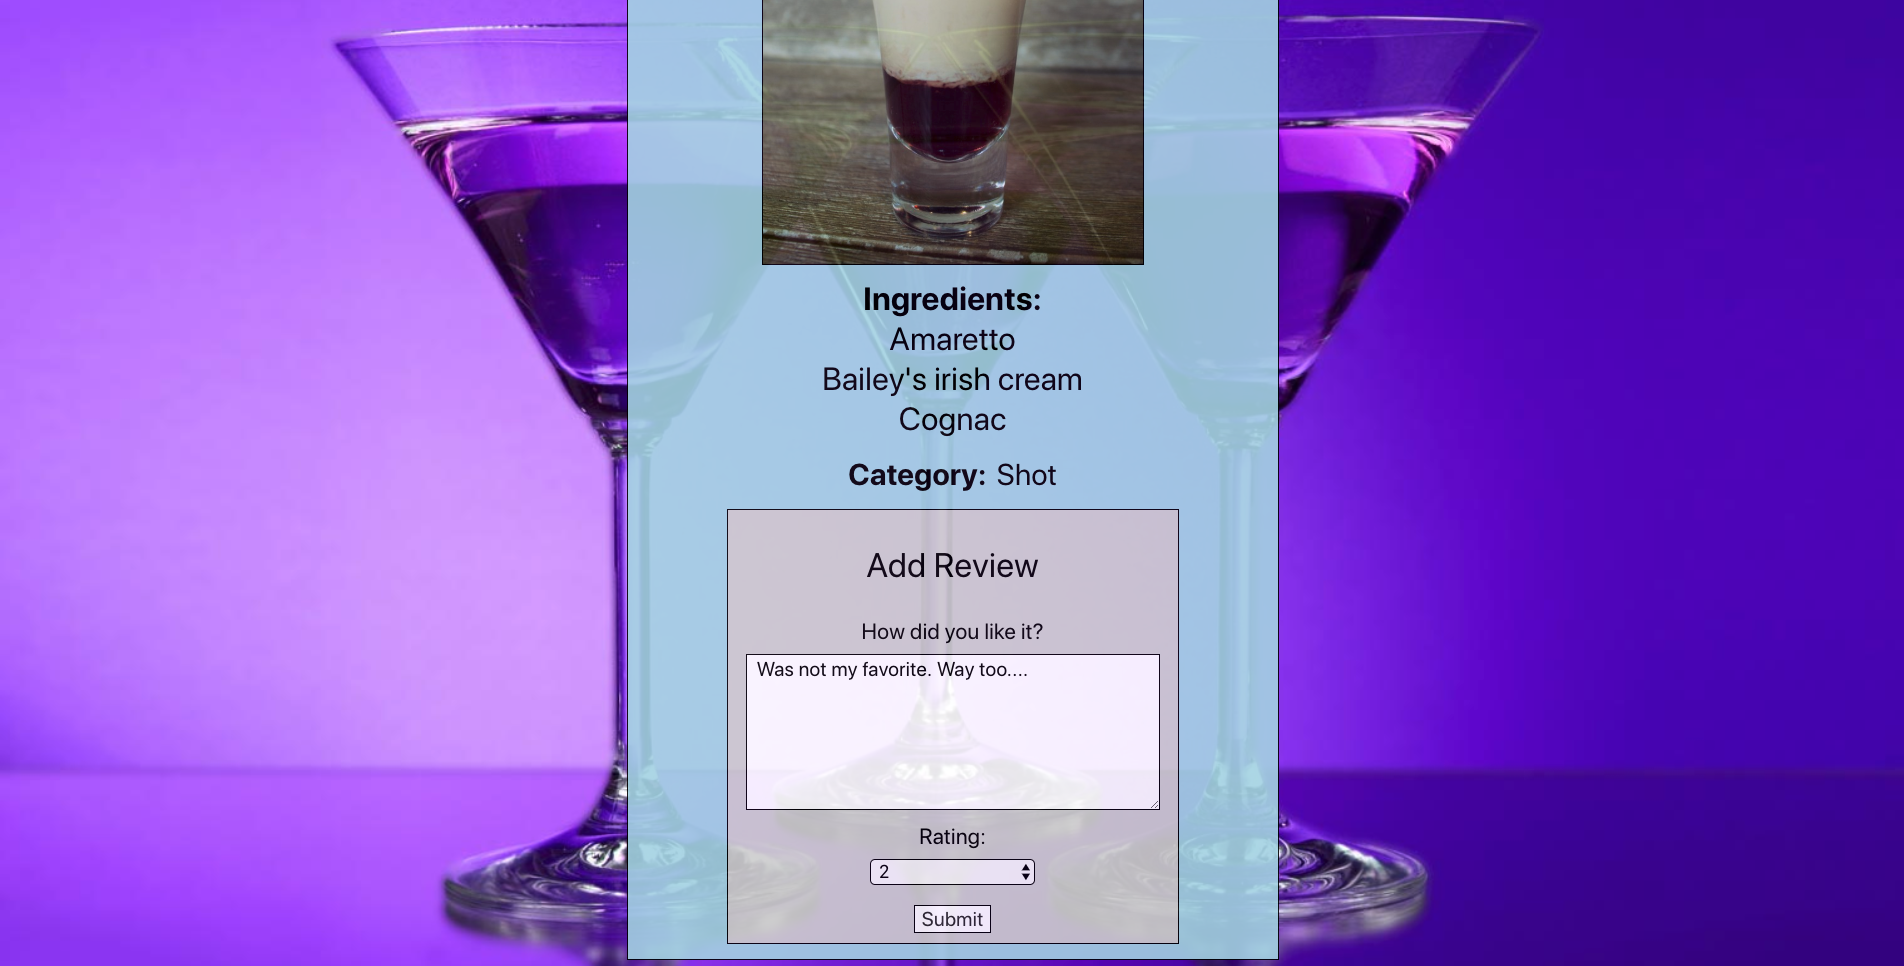 Ingredients:
Amaretto
Bailey's irish cream
Cognac
Category: Shot
Add Review
How did you like it?
Was not my favorite. Way too....
Rating:
2
Submit